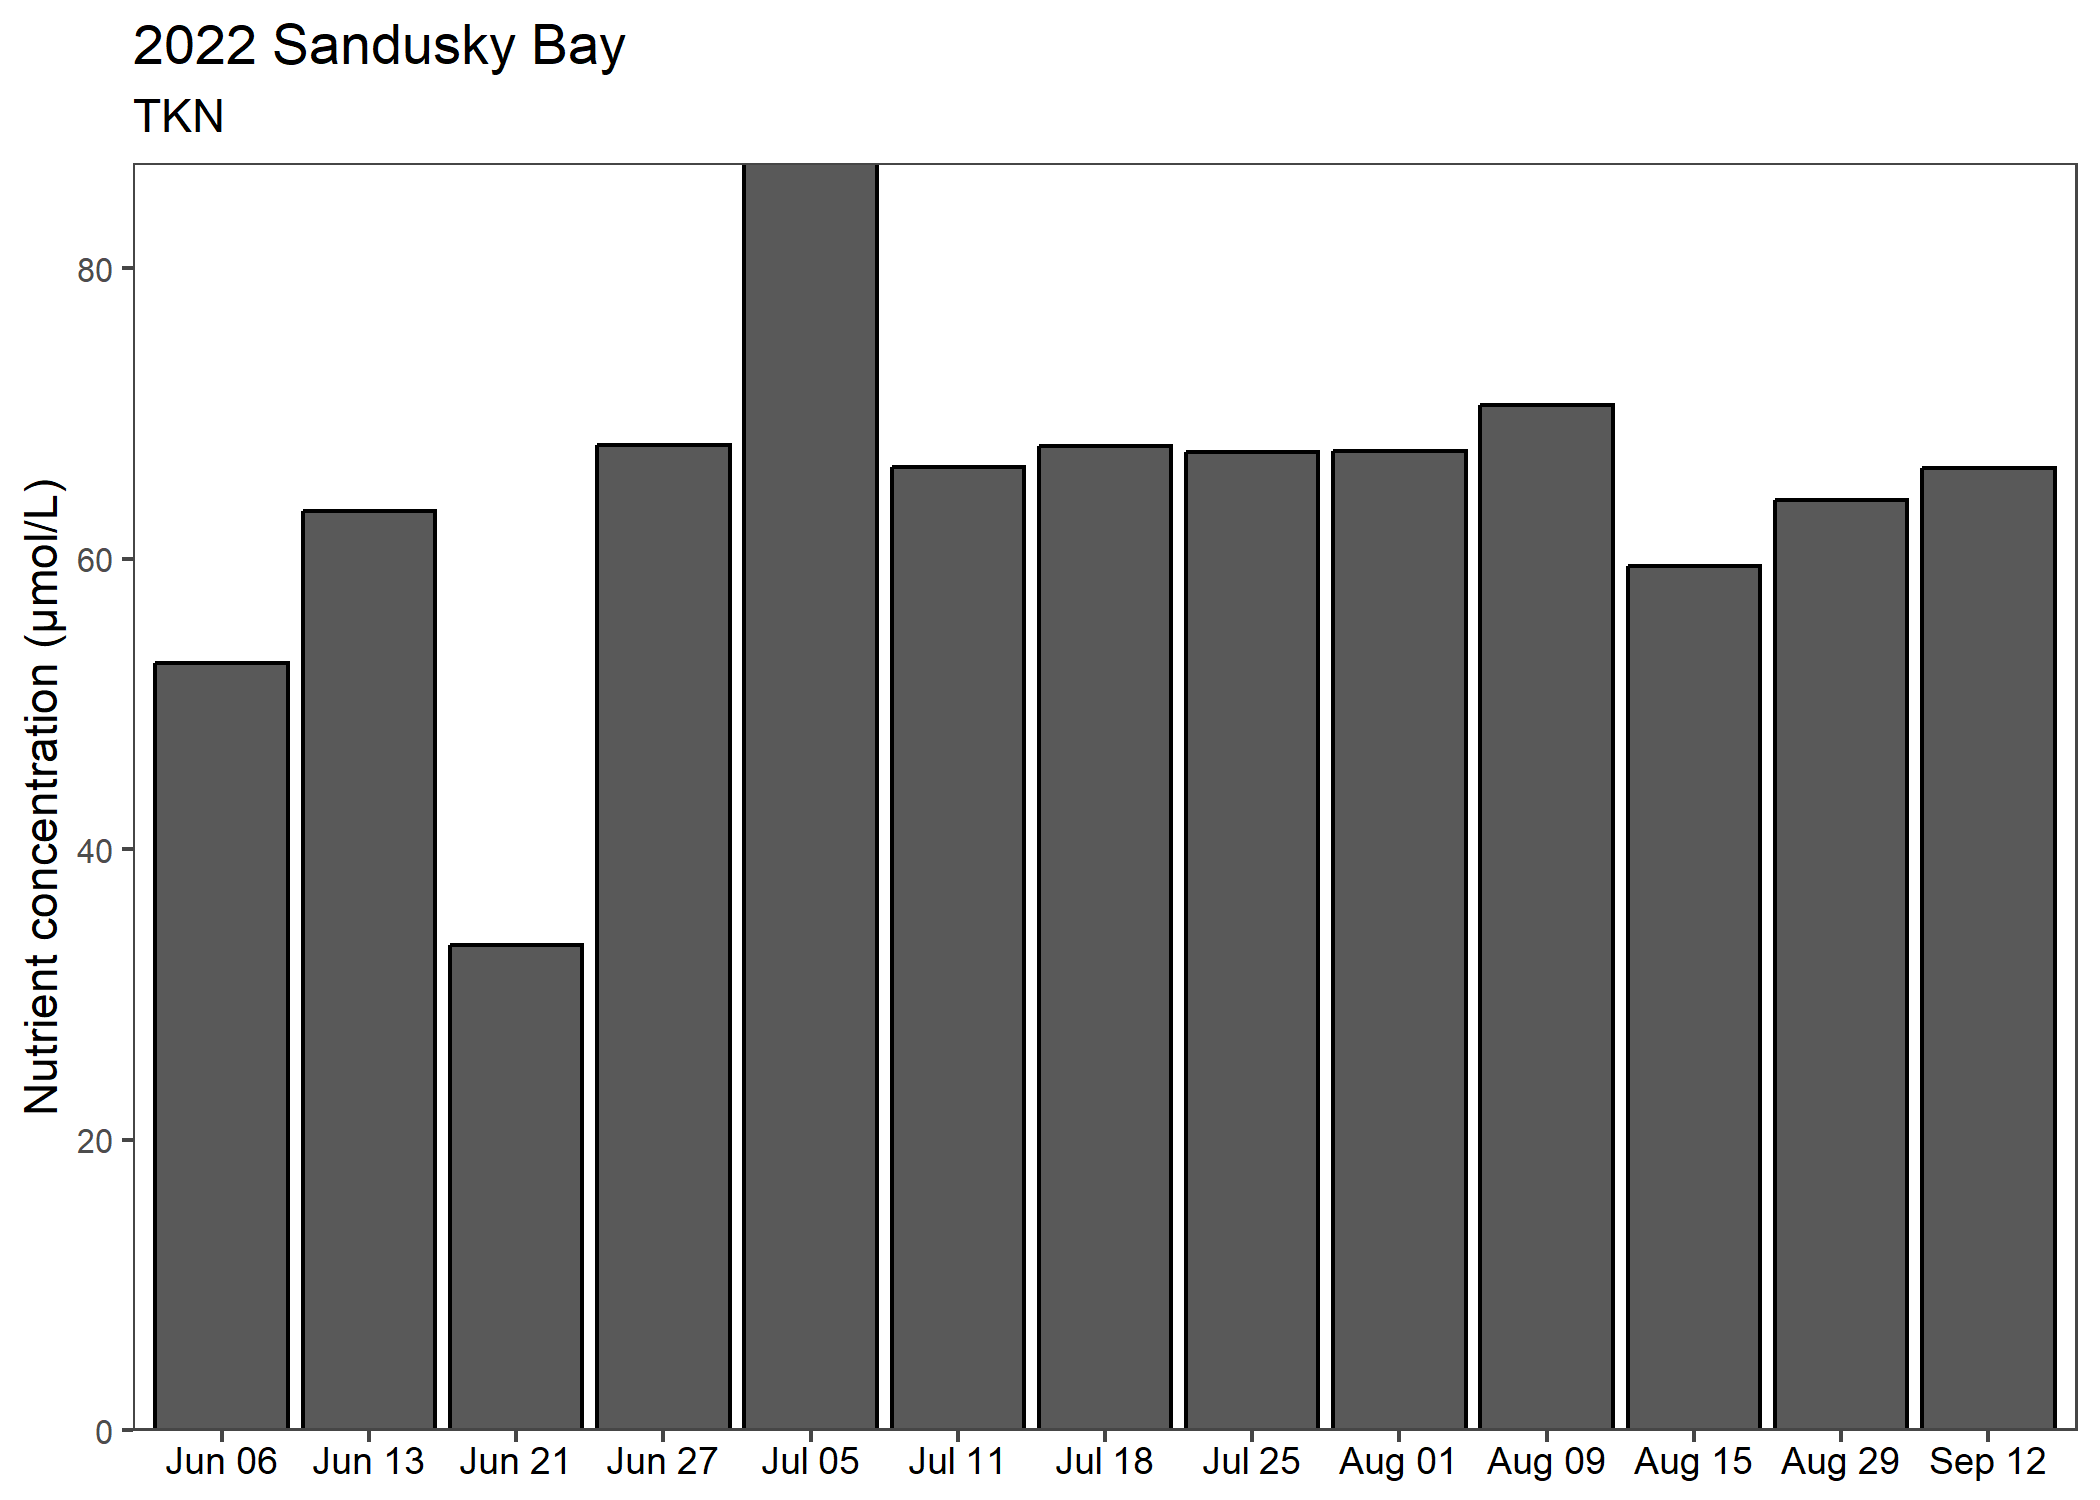 2022 Sandusky Bay
TKN
Nutrient concentration (μmol/L)
80
60
40
20
0
Jun 06 Jun 13 Jun 21 Jun 27 Jul 05 Jul 11 Jul 18 Jul 25 Aug 01 Aug 09 Aug 15 Aug 29 Sep 12